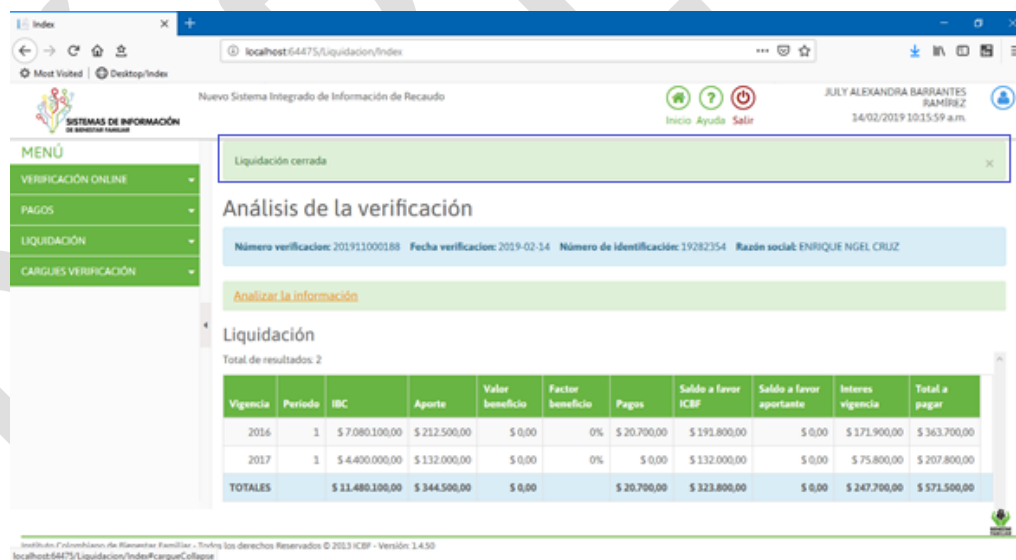 Index
localhost:64475/Liquidacion/Index
Most Visited
Desktop/Index
SISTEMAS DE INFORMACIÓN
DE BIENESTAR FAMILIAR
Nuevo Sistema Integrado de Información de Recaudo
Inicio Ayuda Salir
JULY ALEXANDRA BARRANTES
RAMÍREZ
14/02/2019 10:15:59 a.m.
MENÚ
VERIFICACIÓN ONLINE
PAGOS
LIQUIDACIÓN
CARGUES VERIFICACIÓN
Liquidación cerrada
Análisis de la verificación
Número verificacion: 201911000188 Fecha verificacion: 2019-02-14 Número de identificación: 19282354 Razón social: ENRIQUE NGEL CRUZ
Analizar la información
Liquidación
Total de resultados: 2
Vigencia Periodo IBC Aporte Valor beneficio Factor beneficio Pagos Saldo a favor ICBF Saldo a favor aportante Interes vigencia Total a pagar
2016 1 $ 7.080.100,00 $ 212.500,00 $ 0,00 0% $ 20.700,00 $ 191.800,00 $ 0,00 $ 171.900,00 $ 363.700,00
2017 1 $ 4.400.000,00 $ 132.000,00 $ 0,00 0% $ 0,00 $ 132.000,00 $ 0,00 $ 75.800,00 $ 207.800,00
TOTALES $ 11.480.100,00 $ 344.500,00 $ 0,00 $ 20.700,00 $ 323.800,00 $ 0,00 $ 247.700,00 $ 571.500,00
Instituto Colombiano de Bienestar Familiar - Todos los derechos Reservados © 2013 ICBF - Versión: 1.4.50
localhost:64475/Liquidacion/Index#cargueCollapse